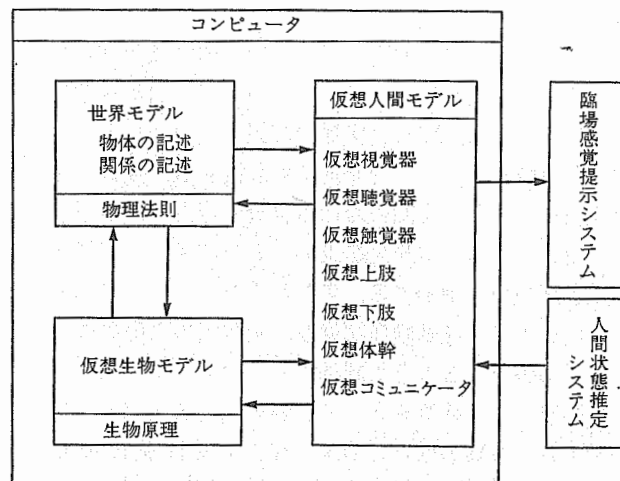 コンピュータ
世界モデル
物体の記述
関係の記述
物理法則
仮想生物モデル
生物原理
仮想人間モデル
仮想視覚器
仮想聴覚器
仮想触覚器
仮想上肢
仮想下肢
仮想体幹
仮想コミュニケータ
臨場感覚提示システム
人間状態推定
システム